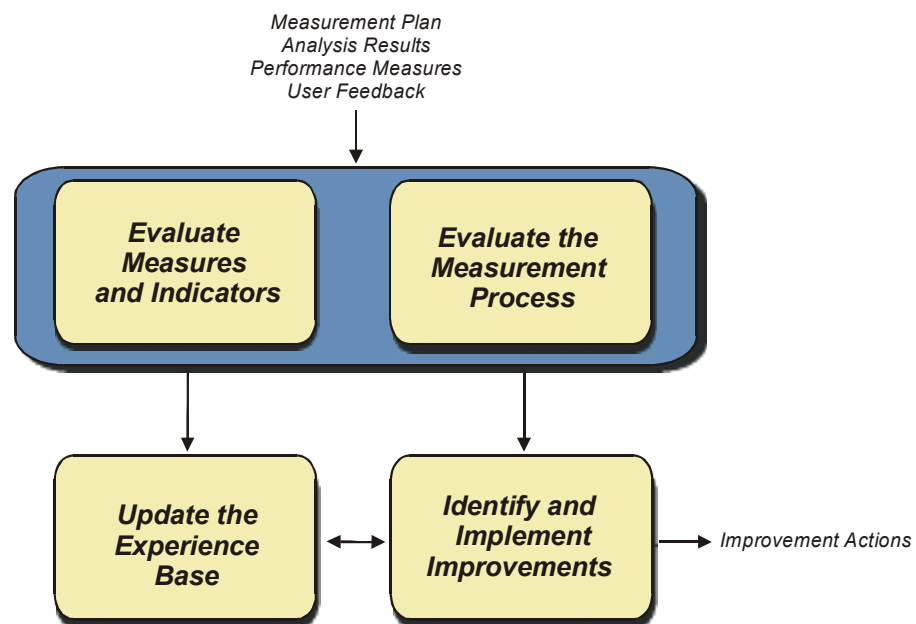 Measurement Plan
Analysis Results
Performance Measures
User Feedback
Evaluate
Measures
and Indicators
Evaluate the
Measurement
Process
Update the
Experience
Base
Identify and
Implement
Improvements
Improvement Actions